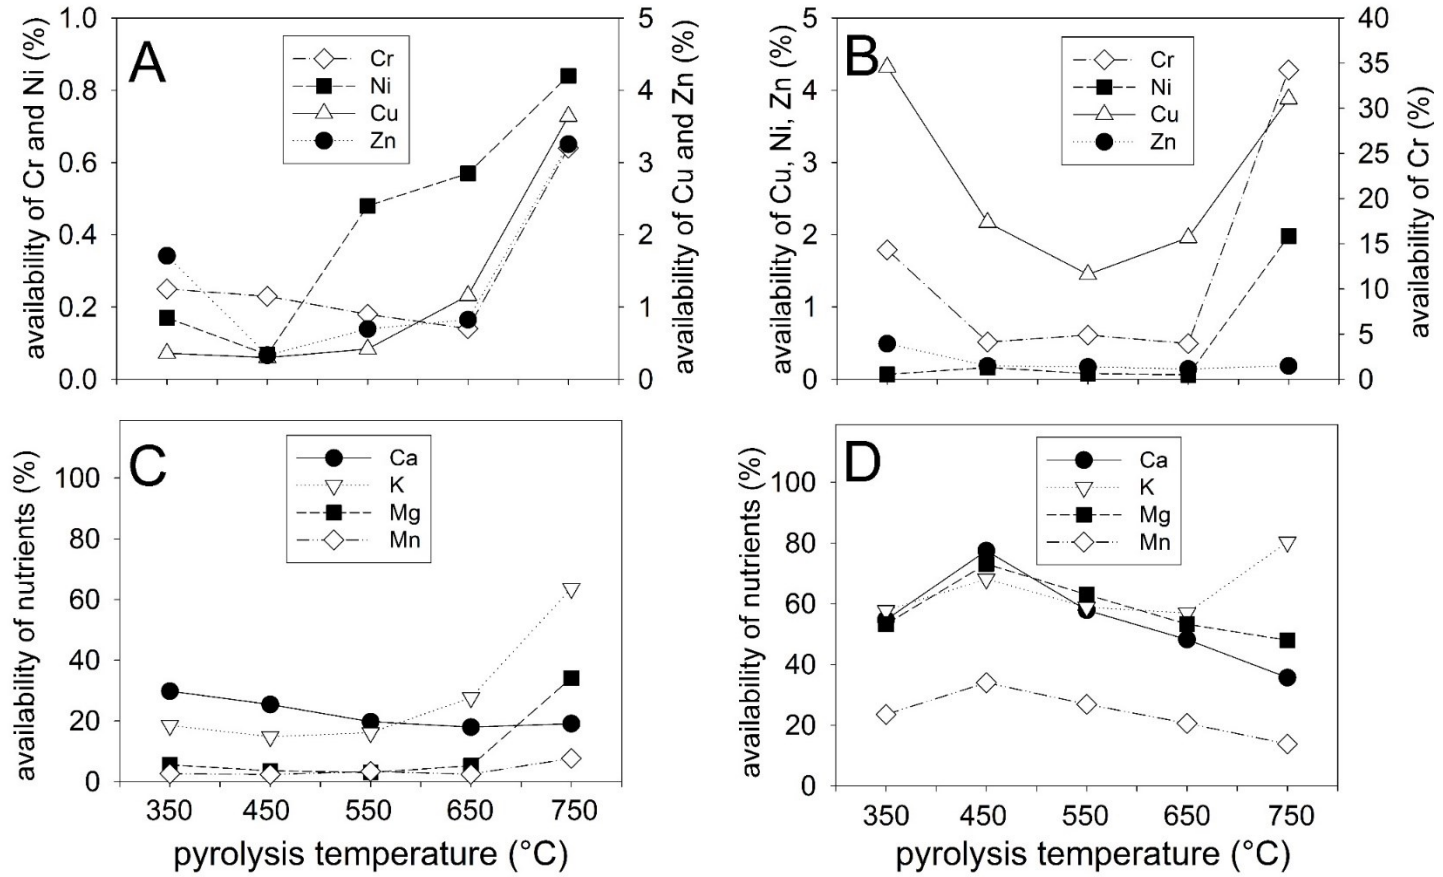 A
availability of Cr and Ni (%)
1.0
0.8
0.6
0.4
0.2
0.0
Cr
Ni
Cu
Zn
5
4
3
2
1
0
availability of Cu and Zn (%)
B
availability of Cu, Ni, Zn (%)
5
4
3
2
1
0
Cr
Ni
Cu
Zn
40
35
30
25
20
15
10
5
0
availability of Cr (%)
C
availability of nutrients (%)
100
80
60
40
20
0
Ca
K
Mg
Mn
350 450 550 650 750
pyrolysis temperature (°C)
D
availability of nutrients (%)
100
80
60
40
20
0
Ca
K
Mg
Mn
350 450 550 650 750
pyrolysis temperature (°C)